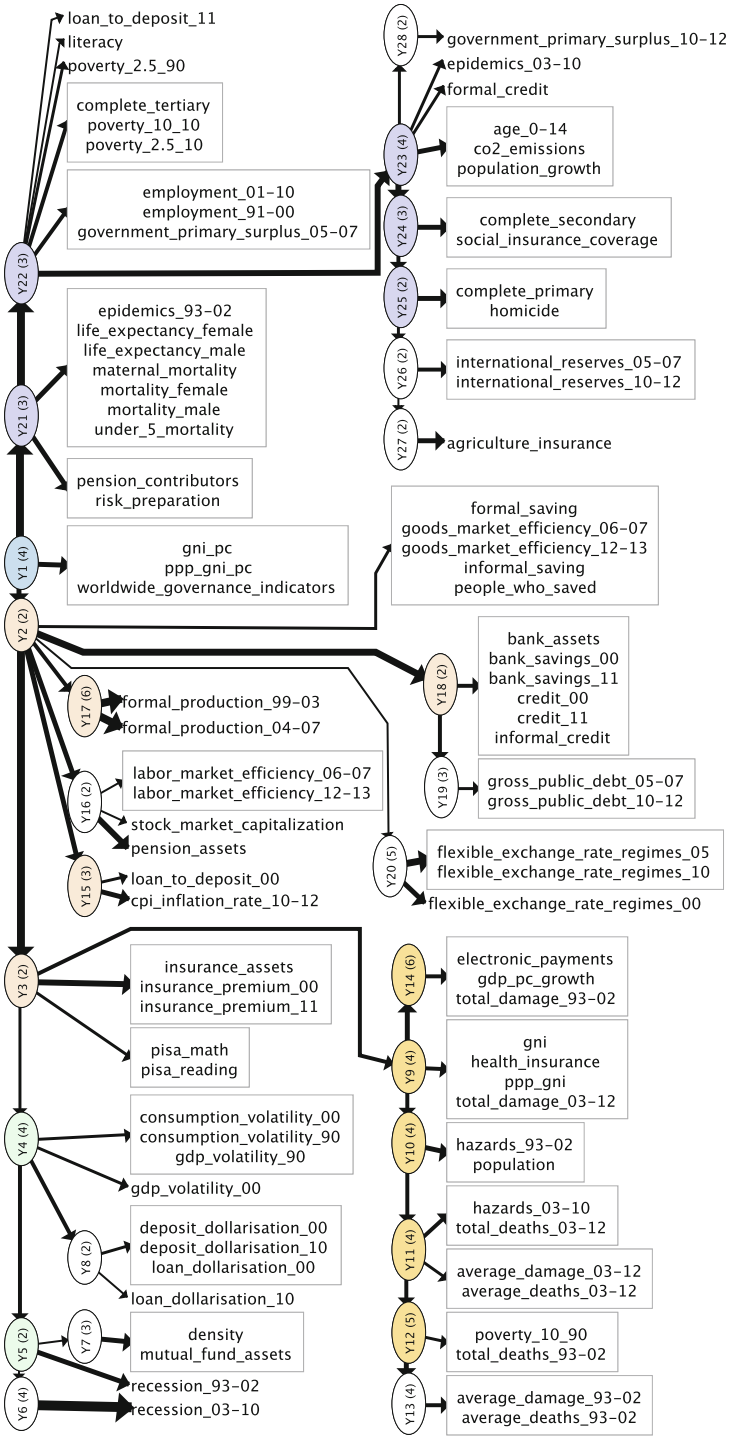 loan_to_deposit_11
literacy
poverty_2.5_90
complete_tertiary
poverty_10_10
poverty_2.5_10
employment_01-10
employment_91-00
government_primary_surplus_05-07
Y22 (3)
epidemics_93-02
life_expectancy_female
life_expectancy_male
maternal_mortality
mortality_female
mortality_male
under_5_mortality
Y21 (3)
pension_contributors
risk_preparation
Y1 (4)
gni_pc
ppp_gni_pc
worldwide_governance_indicators
Y28 (2)
government_primary_surplus_10-12
epidemics_03-10
formal_credit
Y23 (4)
age_0-14
co2_emissions
population_growth
Y24 (3)
complete_secondary
social_insurance_coverage
Y25 (2)
complete_primary
homicide
Y26 (2)
international_reserves_05-07
international_reserves_10-12
Y27 (2)
agriculture_insurance
Y2 (2)
formal_saving
goods_market_efficiency_06-07
goods_market_efficiency_12-13
informal_saving
people_who_saved
Y18 (2)
bank_assets
bank_savings_00
bank_savings_11
credit_00
credit_11
informal_credit
Y17 (6)
formal_production_99-03
formal_production_04-07
Y19 (3)
gross_public_debt_05-07
gross_public_debt_10-12
Y16 (2)
labor_market_efficiency_06-07
labor_market_efficiency_12-13
stock_market_capitalization
pension_assets
Y15 (3)
loan_to_deposit_00
cpi_inflation_rate_10-12
Y20 (5)
flexible_exchange_rate_regimes_05
flexible_exchange_rate_regimes_10
flexible_exchange_rate_regimes_00
Y3 (2)
insurance_assets
insurance_premium_00
insurance_premium_11
pisa_math
pisa_reading
Y4 (4)
consumption_volatility_00
consumption_volatility_90
gdp_volatility_90
gdp_volatility_00
Y8 (2)
deposit_dollarisation_00
deposit_dollarisation_10
loan_dollarisation_00
loan_dollarisation_10
Y5 (2)
Y7 (3)
density
mutual_fund_assets
recession_93-02
Y6 (4)
recession_03-10
Y14 (6)
electronic_payments
gdp_pc_growth
total_damage_93-02
Y9 (4)
gni
health_insurance
ppp_gni
total_damage_03-12
Y10 (4)
hazards_93-02
population
Y11 (4)
hazards_03-10
total_deaths_03-12
average_damage_03-12
average_deaths_03-12
Y12 (5)
poverty_10_90
total_deaths_93-02
Y13 (4)
average_damage_93-02
average_deaths_93-02